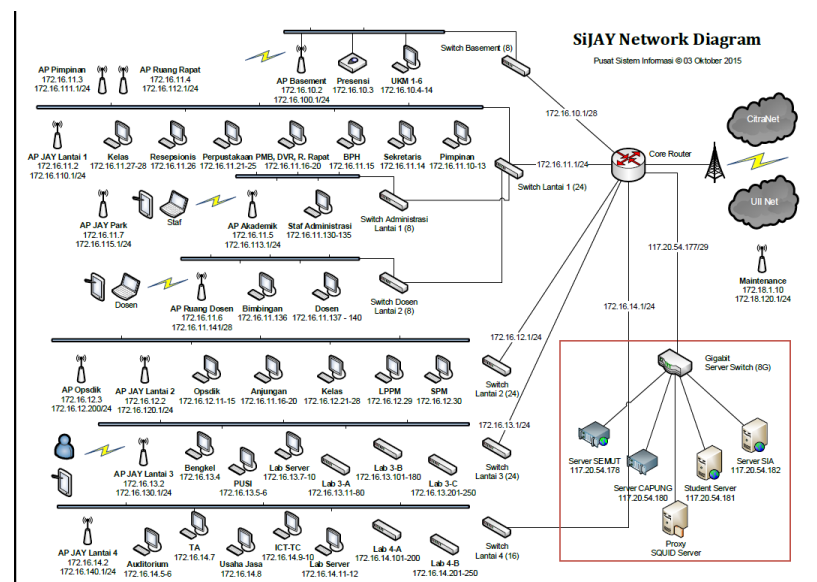 SiJAY Network Diagram
Pusat Sistem Informasi © 03 Oktober 2015
Switch Basement (8)
AP Pimpinan
172.16.11.3
172.16.111.1/24
AP Ruang Rapat
172.16.11.4
172.16.112.1/24
AP Basement
172.16.10.2
172.16.100.1/24
Presensi
172.16.10.3
UKM 1-6
172.16.10.4-14
172.16.10.1/28
CitraNet
UII Net
Core Router
AP JAY Lantai 1
172.16.11.2
172.16.110.1/24
Kelas
172.16.11.27-28
Resepsionis
172.16.11.26
Perpustakaan
172.16.11.21-25
PMB, DVR, R. Rapat
172.16.11.16-20
BPH
172.16.11.15
Sekretaris
172.16.11.14
Pimpinan
172.16.11.10-13
172.16.11.1/24
Switch Lantai 1 (24)
AP JAY Park
172.16.11.7
172.16.115.1/24
Staf
AP Akademik
172.16.11.5
172.16.113.1/24
Staf Administrasi
172.16.11.130-135
Switch Administrasi
Lantai 1 (8)
117.20.54.177/29
Maintenance
172.18.1.10
172.18.120.1/24
Dosen
AP Ruang Dosen
172.16.11.6
172.16.11.141/28
Bimbingan
172.16.11.136
Dosen
172.16.11.137 - 140
Switch Dosen
Lantai 2 (8)
172.16.14.1/24
172.16.12.1/24
AP Opsdik
172.16.12.3
172.16.12.200/24
AP JAY Lantai 2
172.16.12.2
172.16.120.1/24
Opsdik
172.16.12.11-15
Anjungan
172.16.11.16-20
Kelas
172.16.12.21-28
LPPM
172.16.12.29
SPM
172.16.12.30
Switch
Lantai 2 (24)
Gigabit
Server Switch (8G)
172.16.13.1/24
AP JAY Lantai 3
172.16.13.2
172.16.130.1/24
Bengkel
172.16.13.4
PUSI
172.16.13.5-6
Lab Server
172.16.13.7-10
Lab 3-A
172.16.13.11-80
Lab 3-B
172.16.13.101-180
Lab 3-C
172.16.13.201-250
Switch
Lantai 3 (24)
Server SEMUT
117.20.54.178
Server CAPUNG
117.20.54.180
Student Server
117.20.54.181
Server SIA
117.20.54.182
Proxy
SQUID Server
AP JAY Lantai 4
172.16.14.2
172.16.140.1/24
Auditorium
172.16.14.5-6
TA
172.16.14.7
Usaha Jasa
172.16.14.8
ICT-TC
172.16.14.9-10
Lab Server
172.16.14.11-12
Lab 4-A
172.16.14.101-200
Lab 4-B
172.16.14.201-250
Switch
Lantai 4 (16)